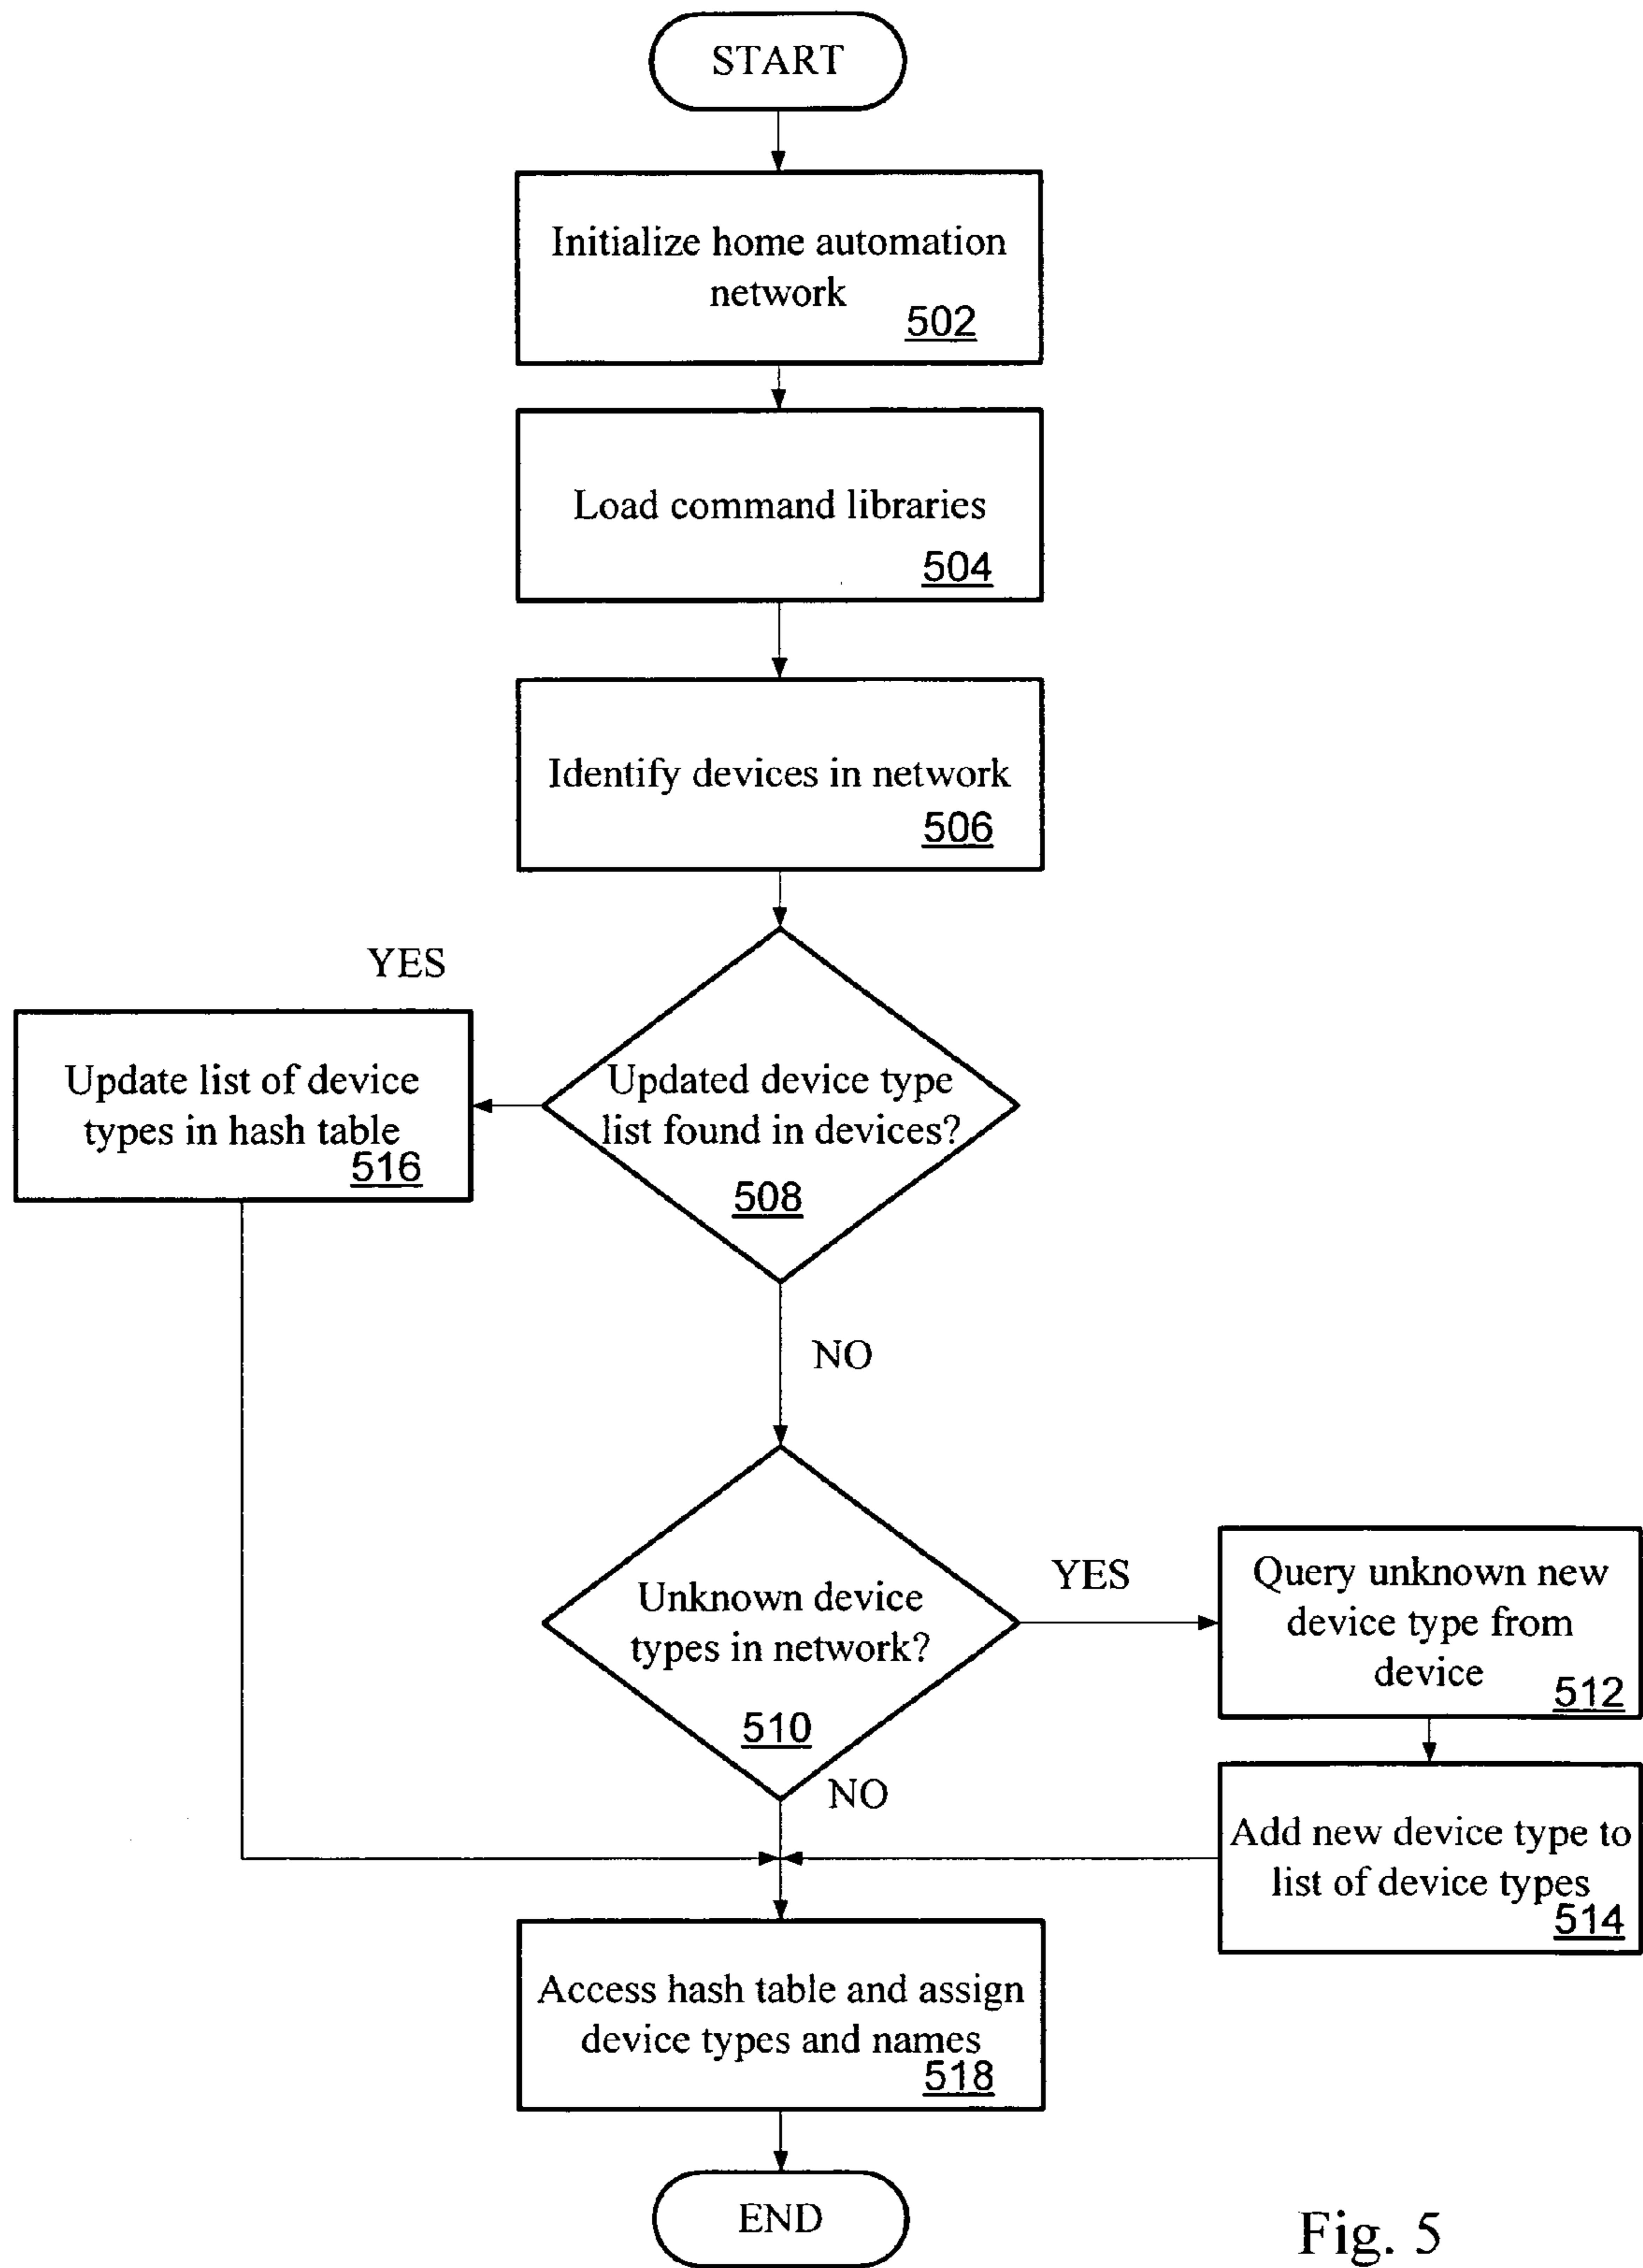 START
Initialize home automation
network
502
Load command libraries
504
Identify devices in network
506
YES
Update list of device
types in hash table
516
Updated device type
list found in devices?
508
NO
Unknown device
types in network?
510
YES
Query unknown new
device type from
device
512
NO
Add new device type to
list of device types
514
Access hash table and assign
device types and names
518
END
Fig. 5